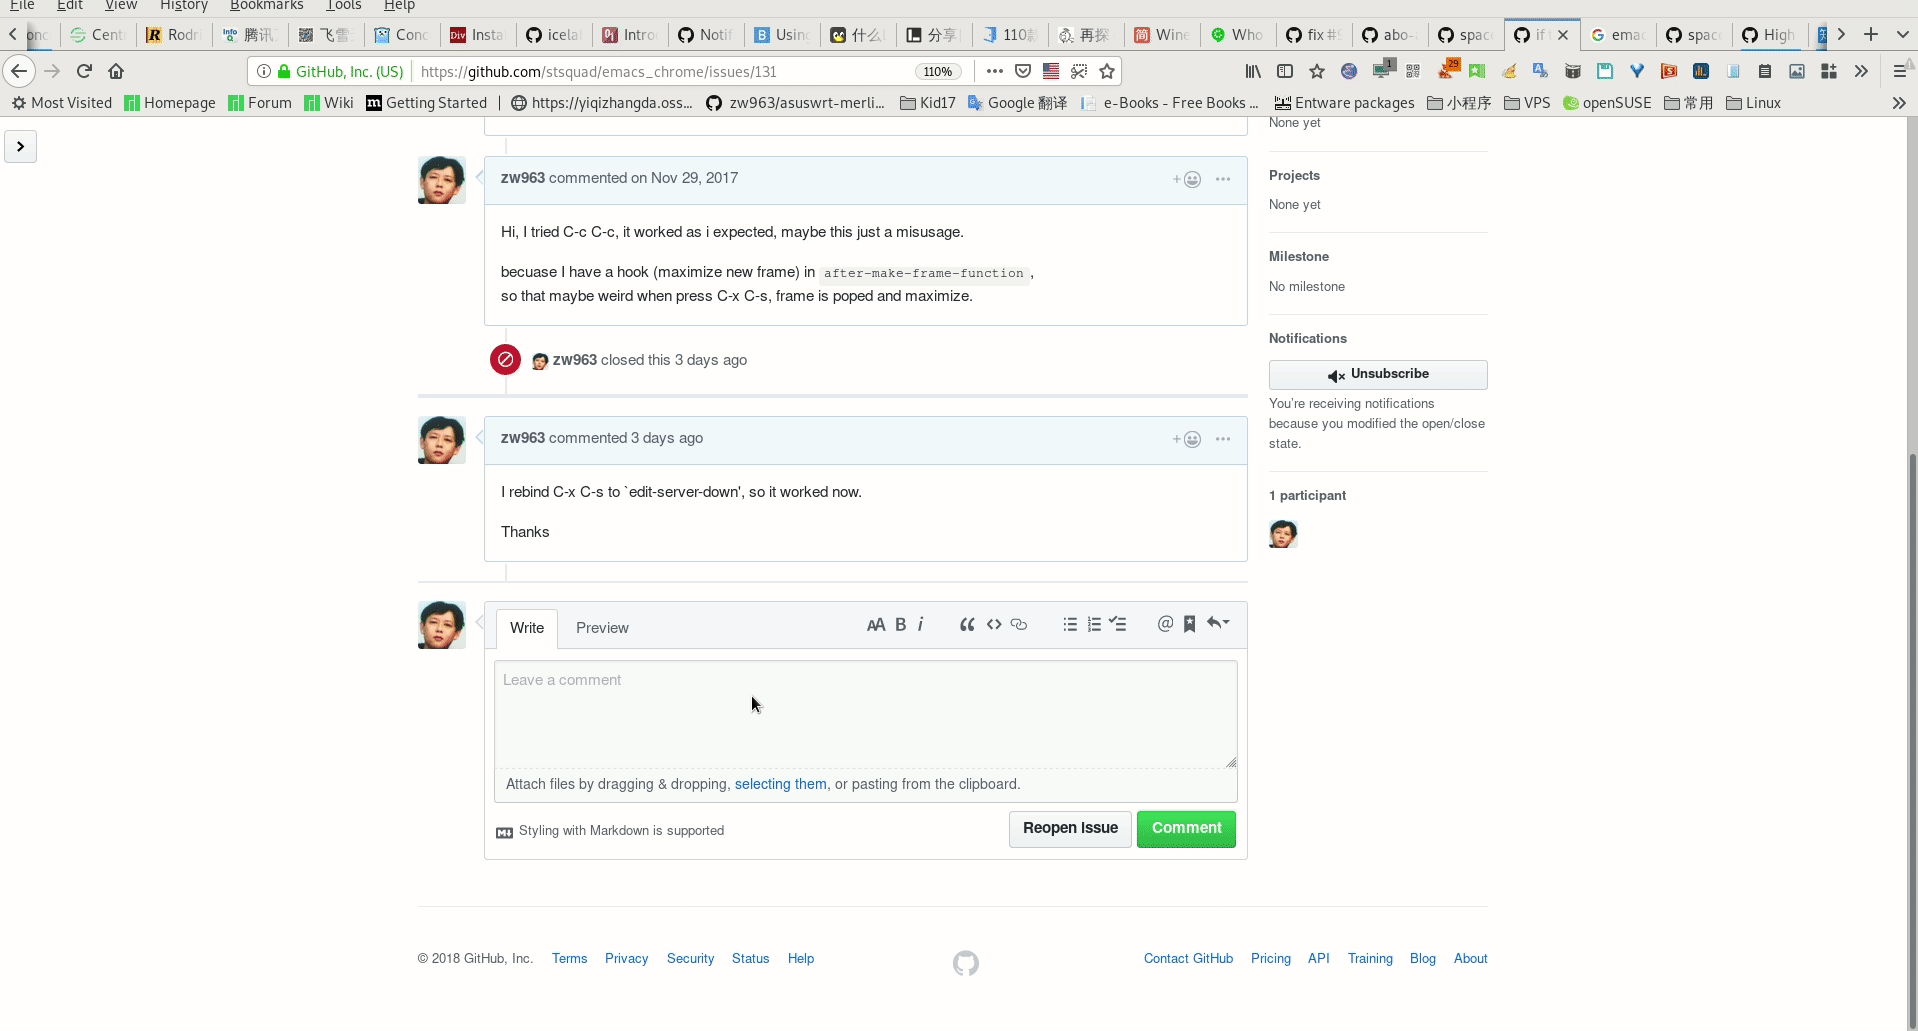 File Edit View History Bookmarks Tools Help
Cent Rodri 腾讯 飞雪 Conc Insta icelal Intro Notif Using 什么 分享 110 再探 Wine Who fix #9 abo- spac if emac spac High
GitHub, Inc. (US) https://github.com/stsquad/emacs_chrome/issues/131 110% 1 29
Most Visited Homepage Forum Wiki Getting Started https://yiqizhangda.oss... zw963/asuswrt-merli... Kid17 Google 翻译 e-Books - Free Books ... Entware packages 小程序 VPS openSUSE 常用 Linux
None yet
zw963 commented on Nov 29, 2017
Hi, I tried C-c C-c, it worked as i expected, maybe this just a misusage.
becuase I have a hook (maximize new frame) in after-make-frame-function ,
so that maybe weird when press C-x C-s, frame is poped and maximize.
zw963 closed this 3 days ago
zw963 commented 3 days ago
I rebind C-x C-s to `edit-server-down', so it worked now.
Thanks
Projects
None yet
Milestone
No milestone
Notifications
Unsubscribe
You're receiving notifications
because you modified the open/close
state.
1 participant
Write Preview
AA B i
Leave a comment
Attach files by dragging & dropping, selecting them, or pasting from the clipboard.
Styling with Markdown is supported
Reopen issue Comment
© 2018 GitHub, Inc. Terms Privacy Security Status Help
Contact GitHub Pricing API Training Blog About